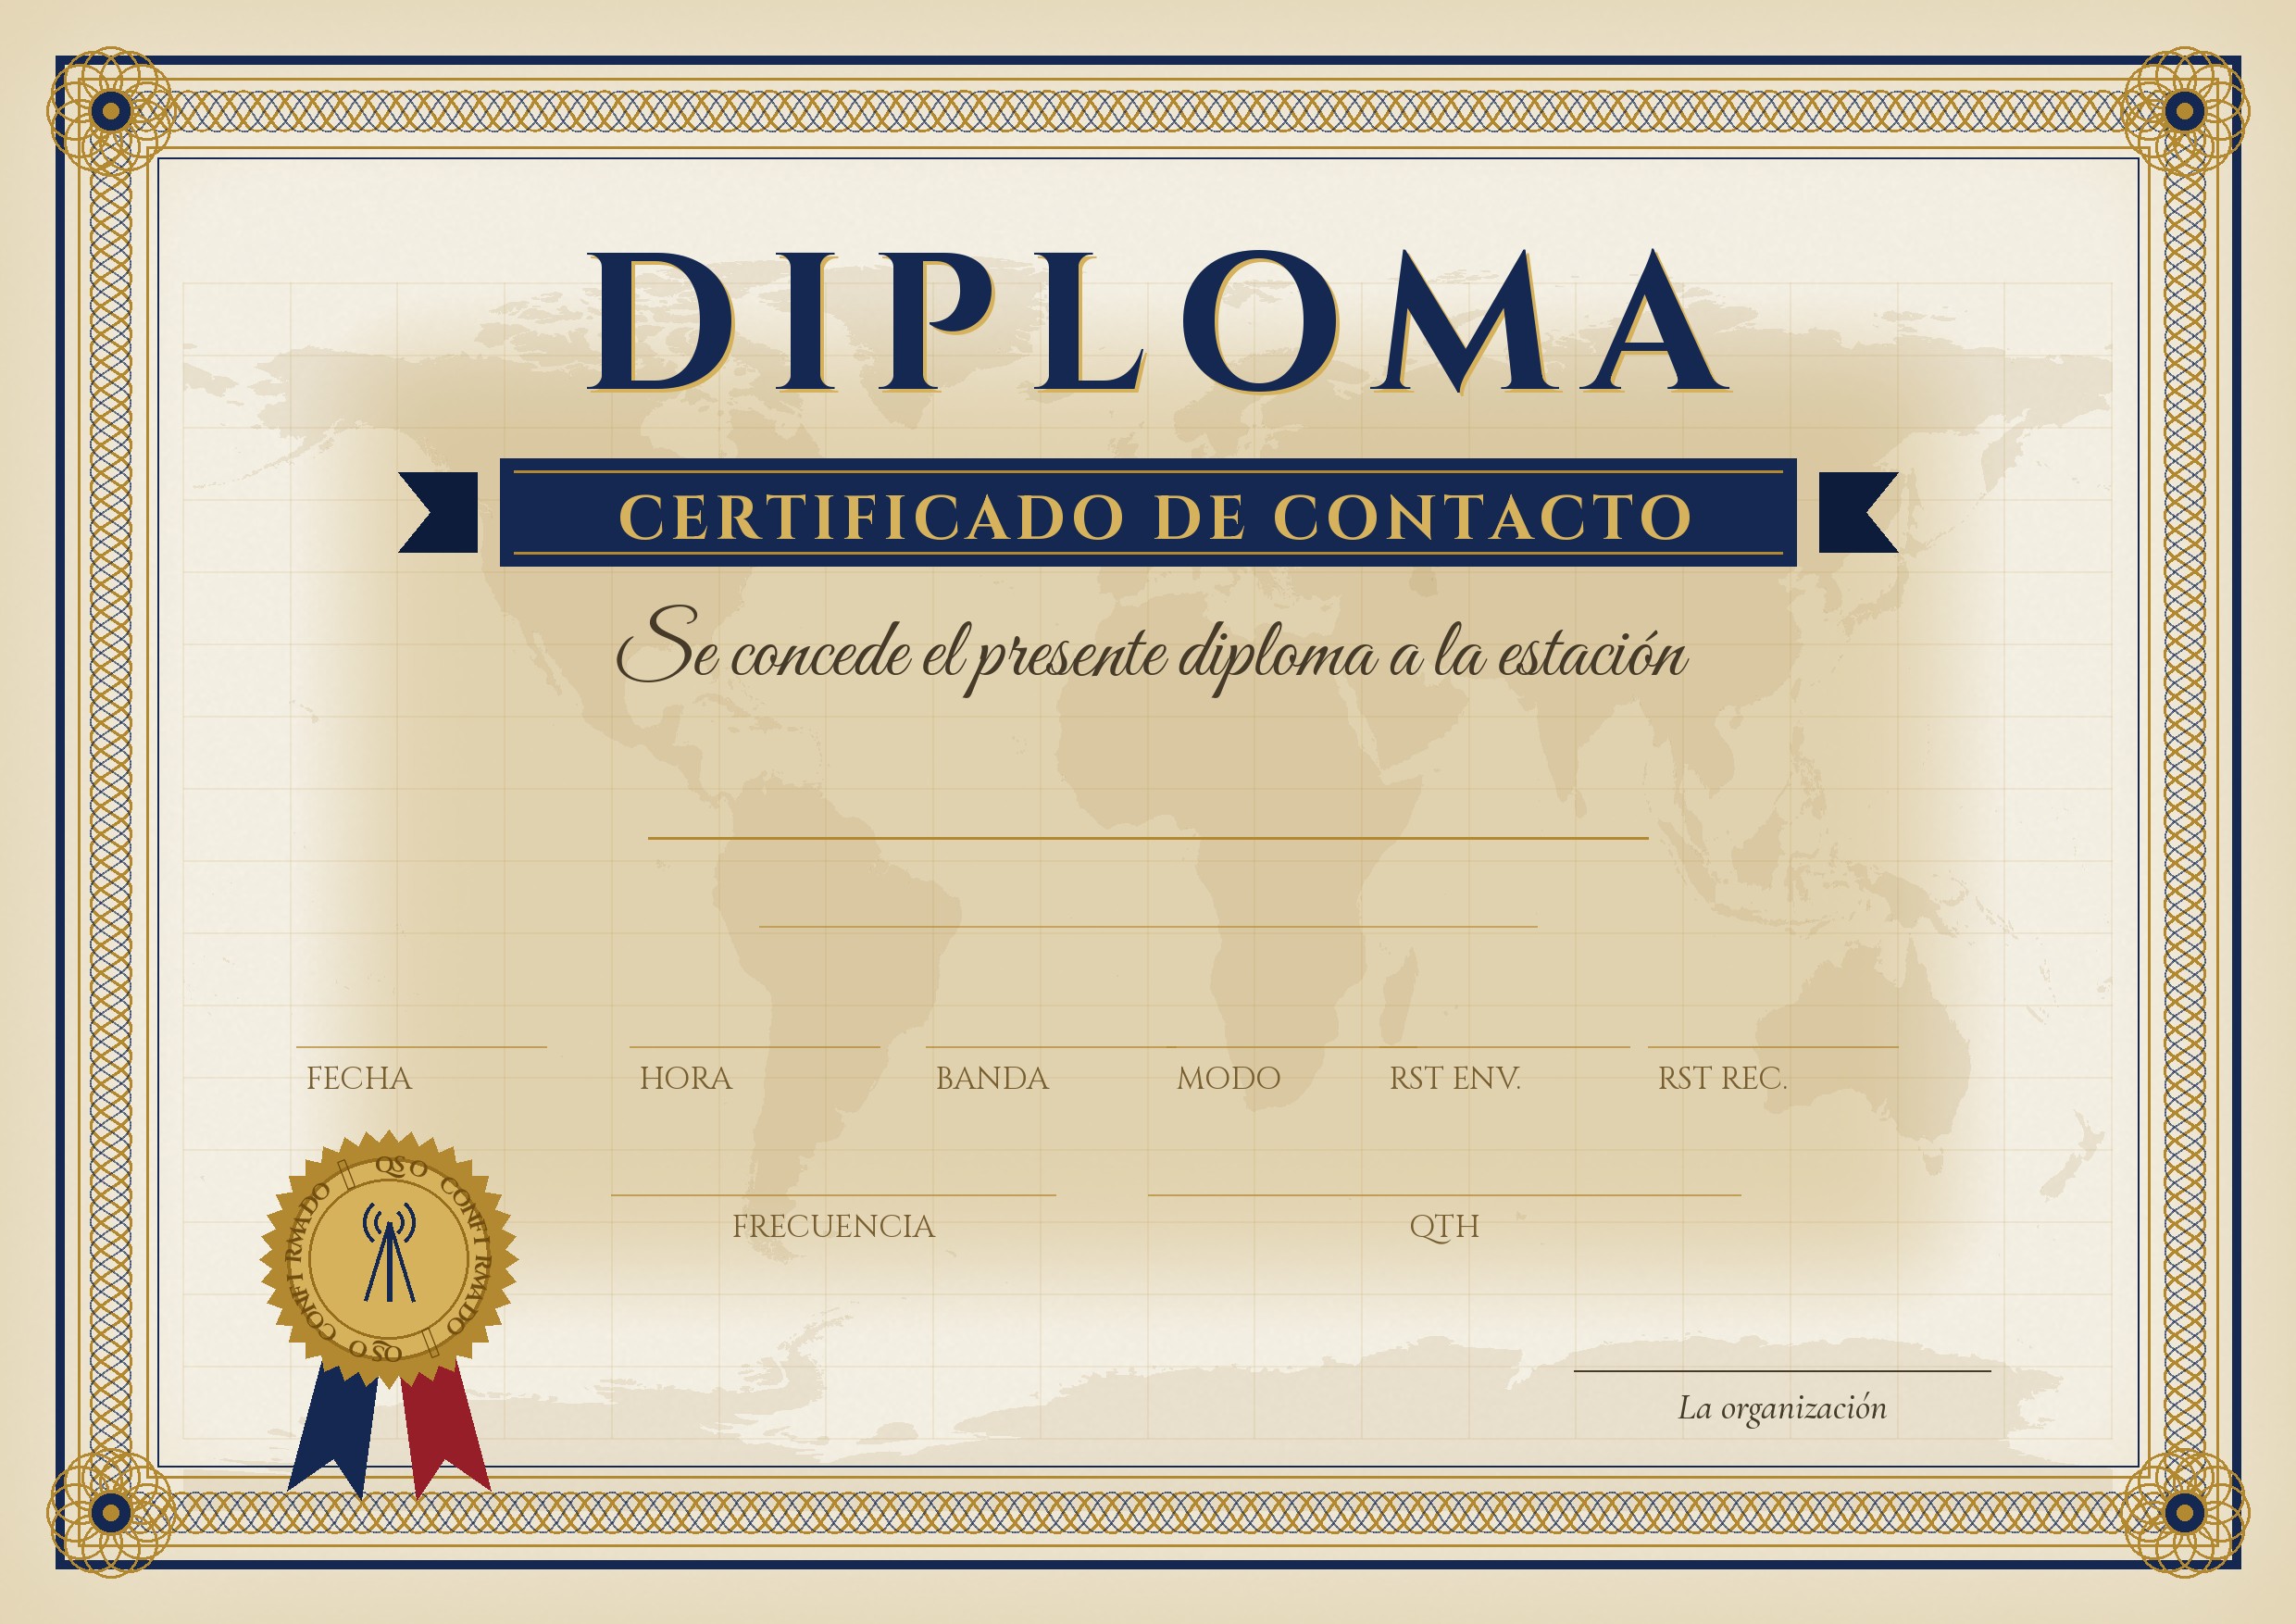 DIPLOMA
CERTIFICADO DE CONTACTO
Se concede el presente diploma a la estación
FECHA HORA BANDA MODO RST ENV. RST REC.
QSO CONFIRMADO QSO CONFIRMADO
FRECUENCIA QTH
La organización